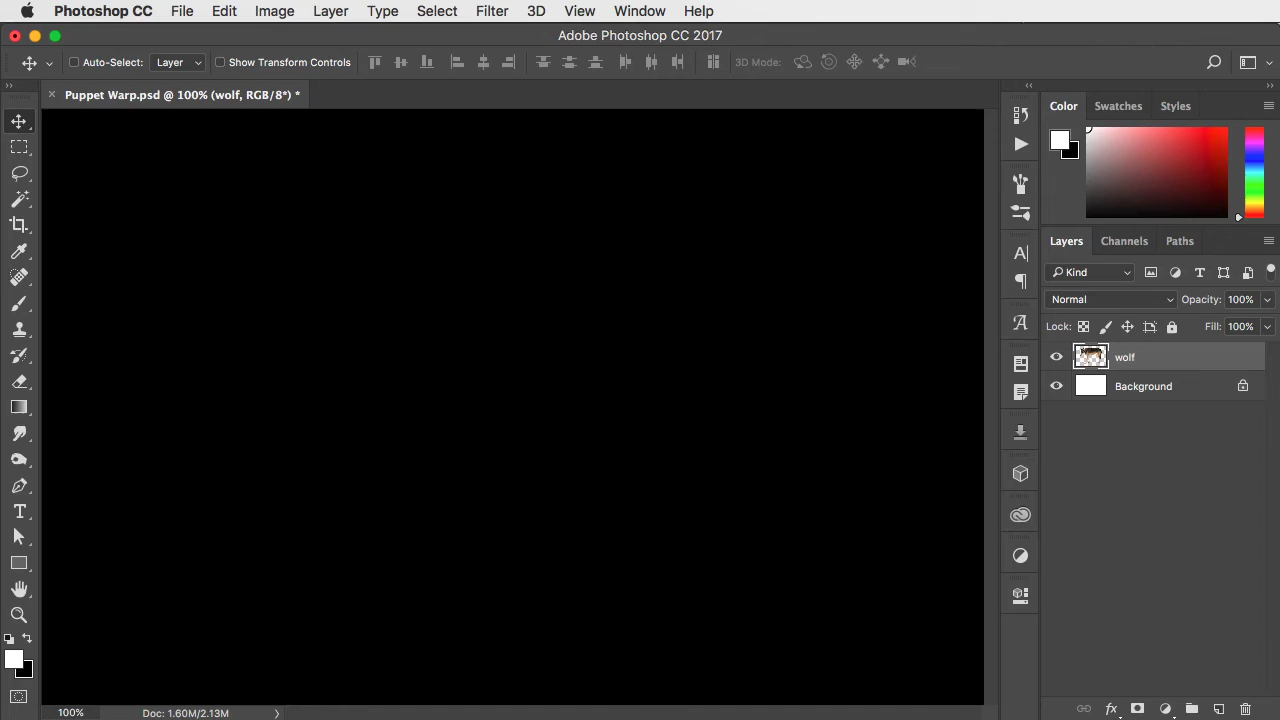 Photoshop CC File Edit Image Layer Type Select Filter 3D View Window Help
Adobe Photoshop CC 2017
Auto-Select: Layer Show Transform Controls 3D Mode:
Puppet Warp.psd @ 100% (wolf, RGB/8*) *
Color Swatches Styles
Layers Channels Paths
Kind
Normal Opacity: 100%
Lock: Fill: 100%
wolf
Background
100% Doc: 1.60M/2.13M